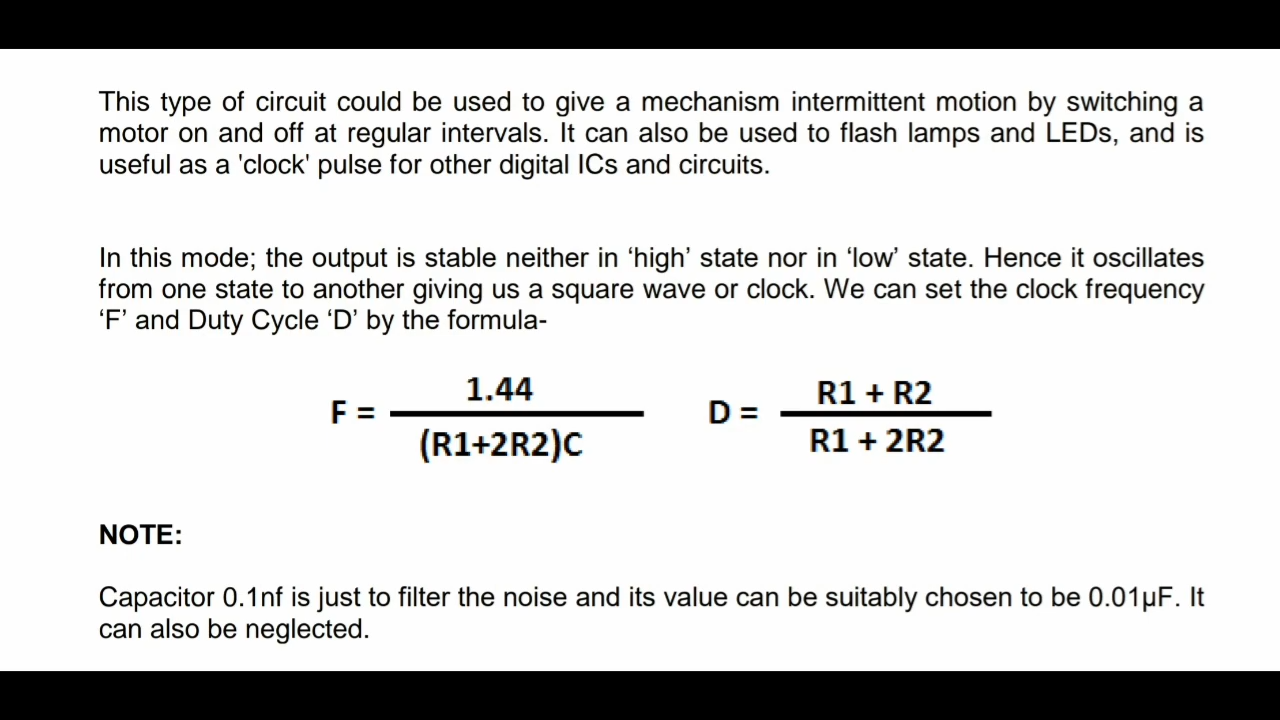 This type of circuit could be used to give a mechanism intermittent motion by switching a
motor on and off at regular intervals. It can also be used to flash lamps and LEDs, and is
useful as a 'clock' pulse for other digital ICs and circuits.
In this mode; the output is stable neither in ‘high’ state nor in ‘low’ state. Hence it oscillates
from one state to another giving us a square wave or clock. We can set the clock frequency
‘F’ and Duty Cycle ‘D’ by the formula-
F = 1.44 / (R1+2R2)C D = R1 + R2 / R1 + 2R2
NOTE:
Capacitor 0.1nf is just to filter the noise and its value can be suitably chosen to be 0.01µF. It
can also be neglected.